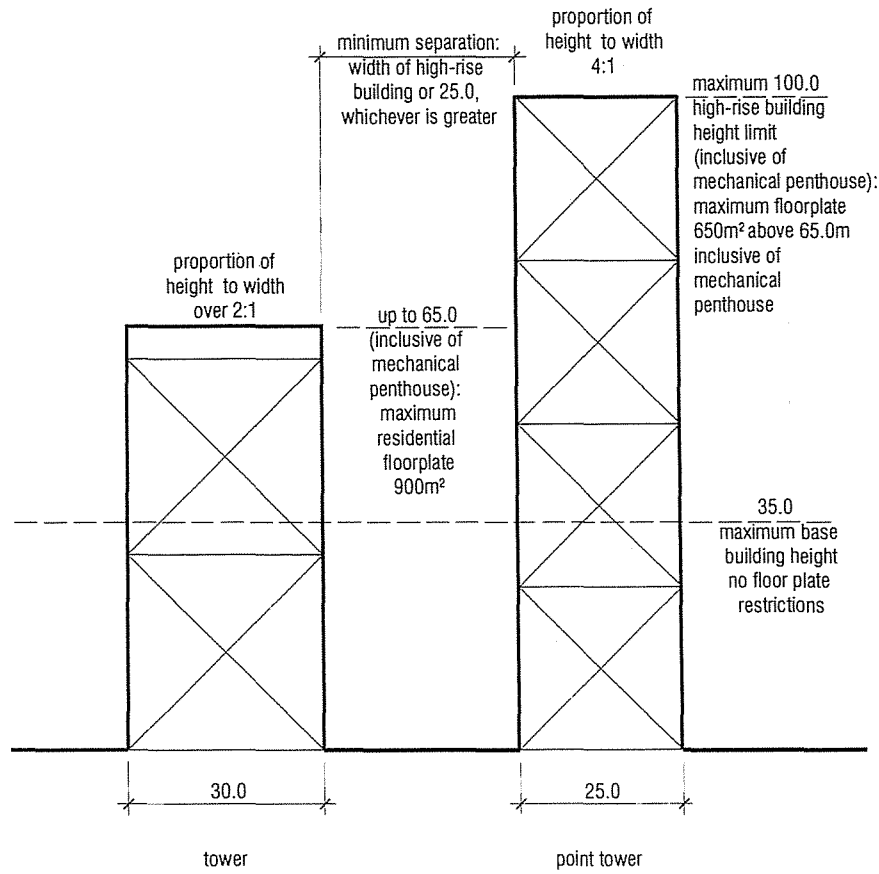 proportion of
height to width
4:1
minimum separation:
width of high-rise
building or 25.0,
whichever is greater
maximum 100.0
high-rise building
height limit
(inclusive of
mechanical penthouse):
maximum floorplate
650m² above 65.0m
inclusive of
mechanical
penthouse
proportion of
height to width
over 2:1
up to 65.0
(inclusive of
mechanical
penthouse):
maximum
residential
floorplate
900m²
35.0
maximum base
building height
no floor plate
restrictions
30.0
25.0
tower
point tower